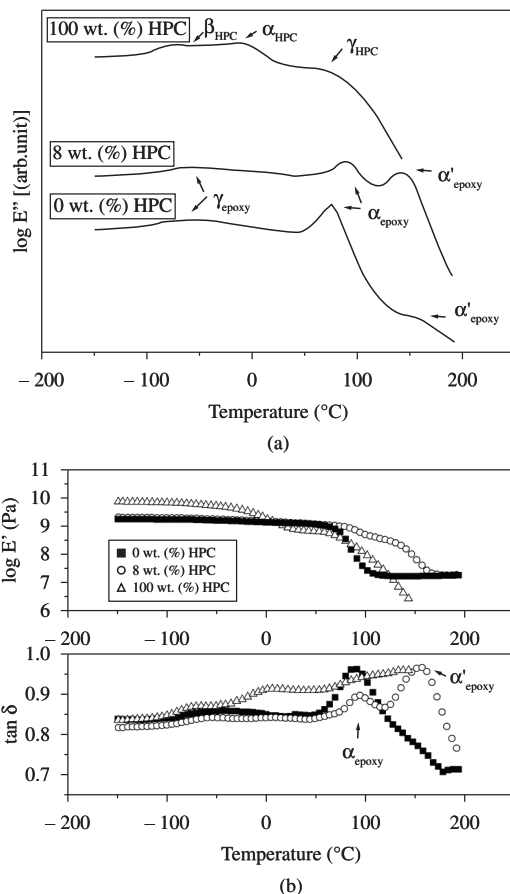 100 wt. (%) HPC
βHPC
αHPC
γHPC
8 wt. (%) HPC
α'epoxy
γepoxy
0 wt. (%) HPC
αepoxy
α'epoxy
log E" [(arb.unit)]
– 200 – 100 0 100 200
Temperature (°C)
(a)
11
10
9
8
7
6
log E' (Pa)
0 wt. (%) HPC
8 wt. (%) HPC
100 wt. (%) HPC
– 200 – 100 0 100 200
1.0
0.9
0.8
0.7
tan δ
α'epoxy
αepoxy
– 200 – 100 0 100 200
Temperature (°C)
(b)